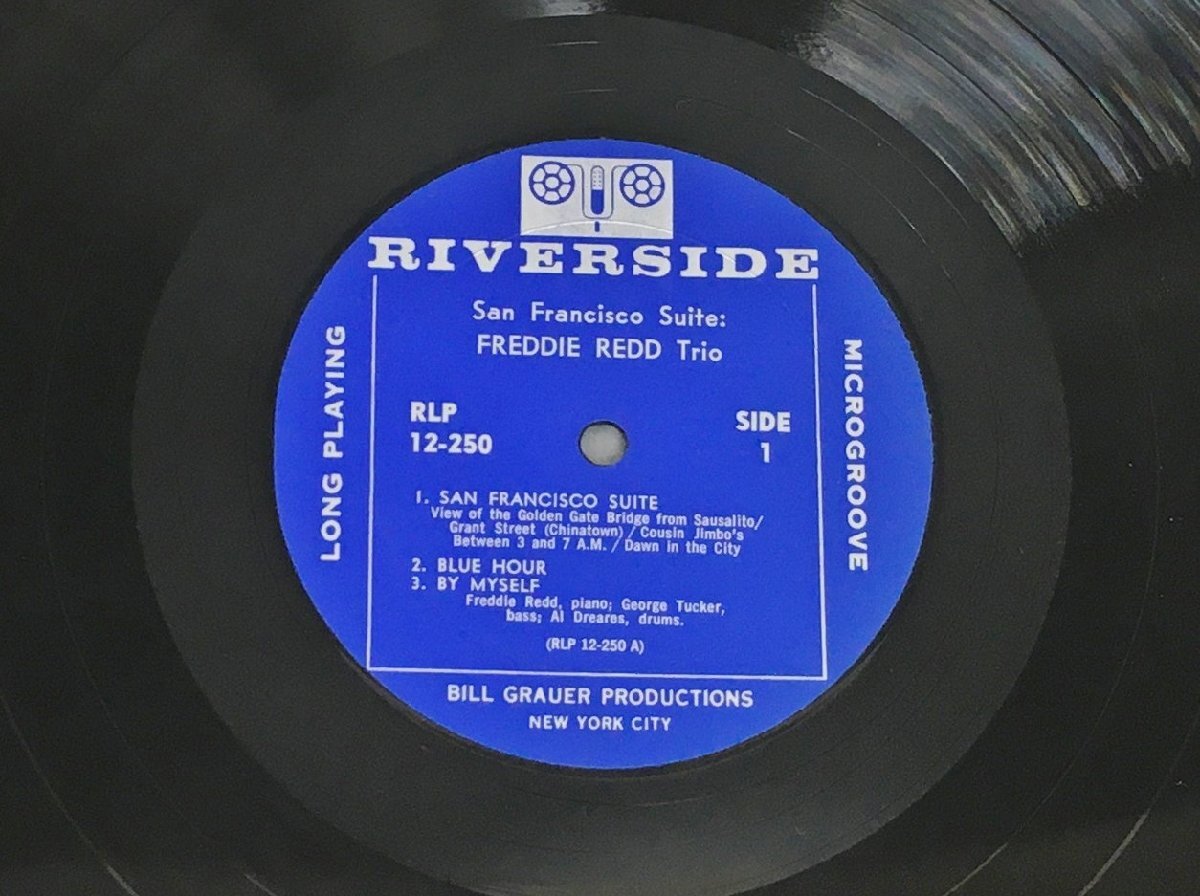 RIVERSIDE
San Francisco Suite:
FREDDIE REDD Trio
LONG PLAYING
MICROGROOVE
RLP
12-250
SIDE
1
1. SAN FRANCISCO SUITE
View of the Golden Gate Bridge from Sausalito/
Grant Street (Chinatown) / Cousin Jimbo's
Between 3 and 7 A.M. / Dawn in the City
2. BLUE HOUR
3. BY MYSELF
Freddie Redd, piano; George Tucker,
bass; Al Dreares, drums.
(RLP 12-250 A)
BILL GRAUER PRODUCTIONS
NEW YORK CITY